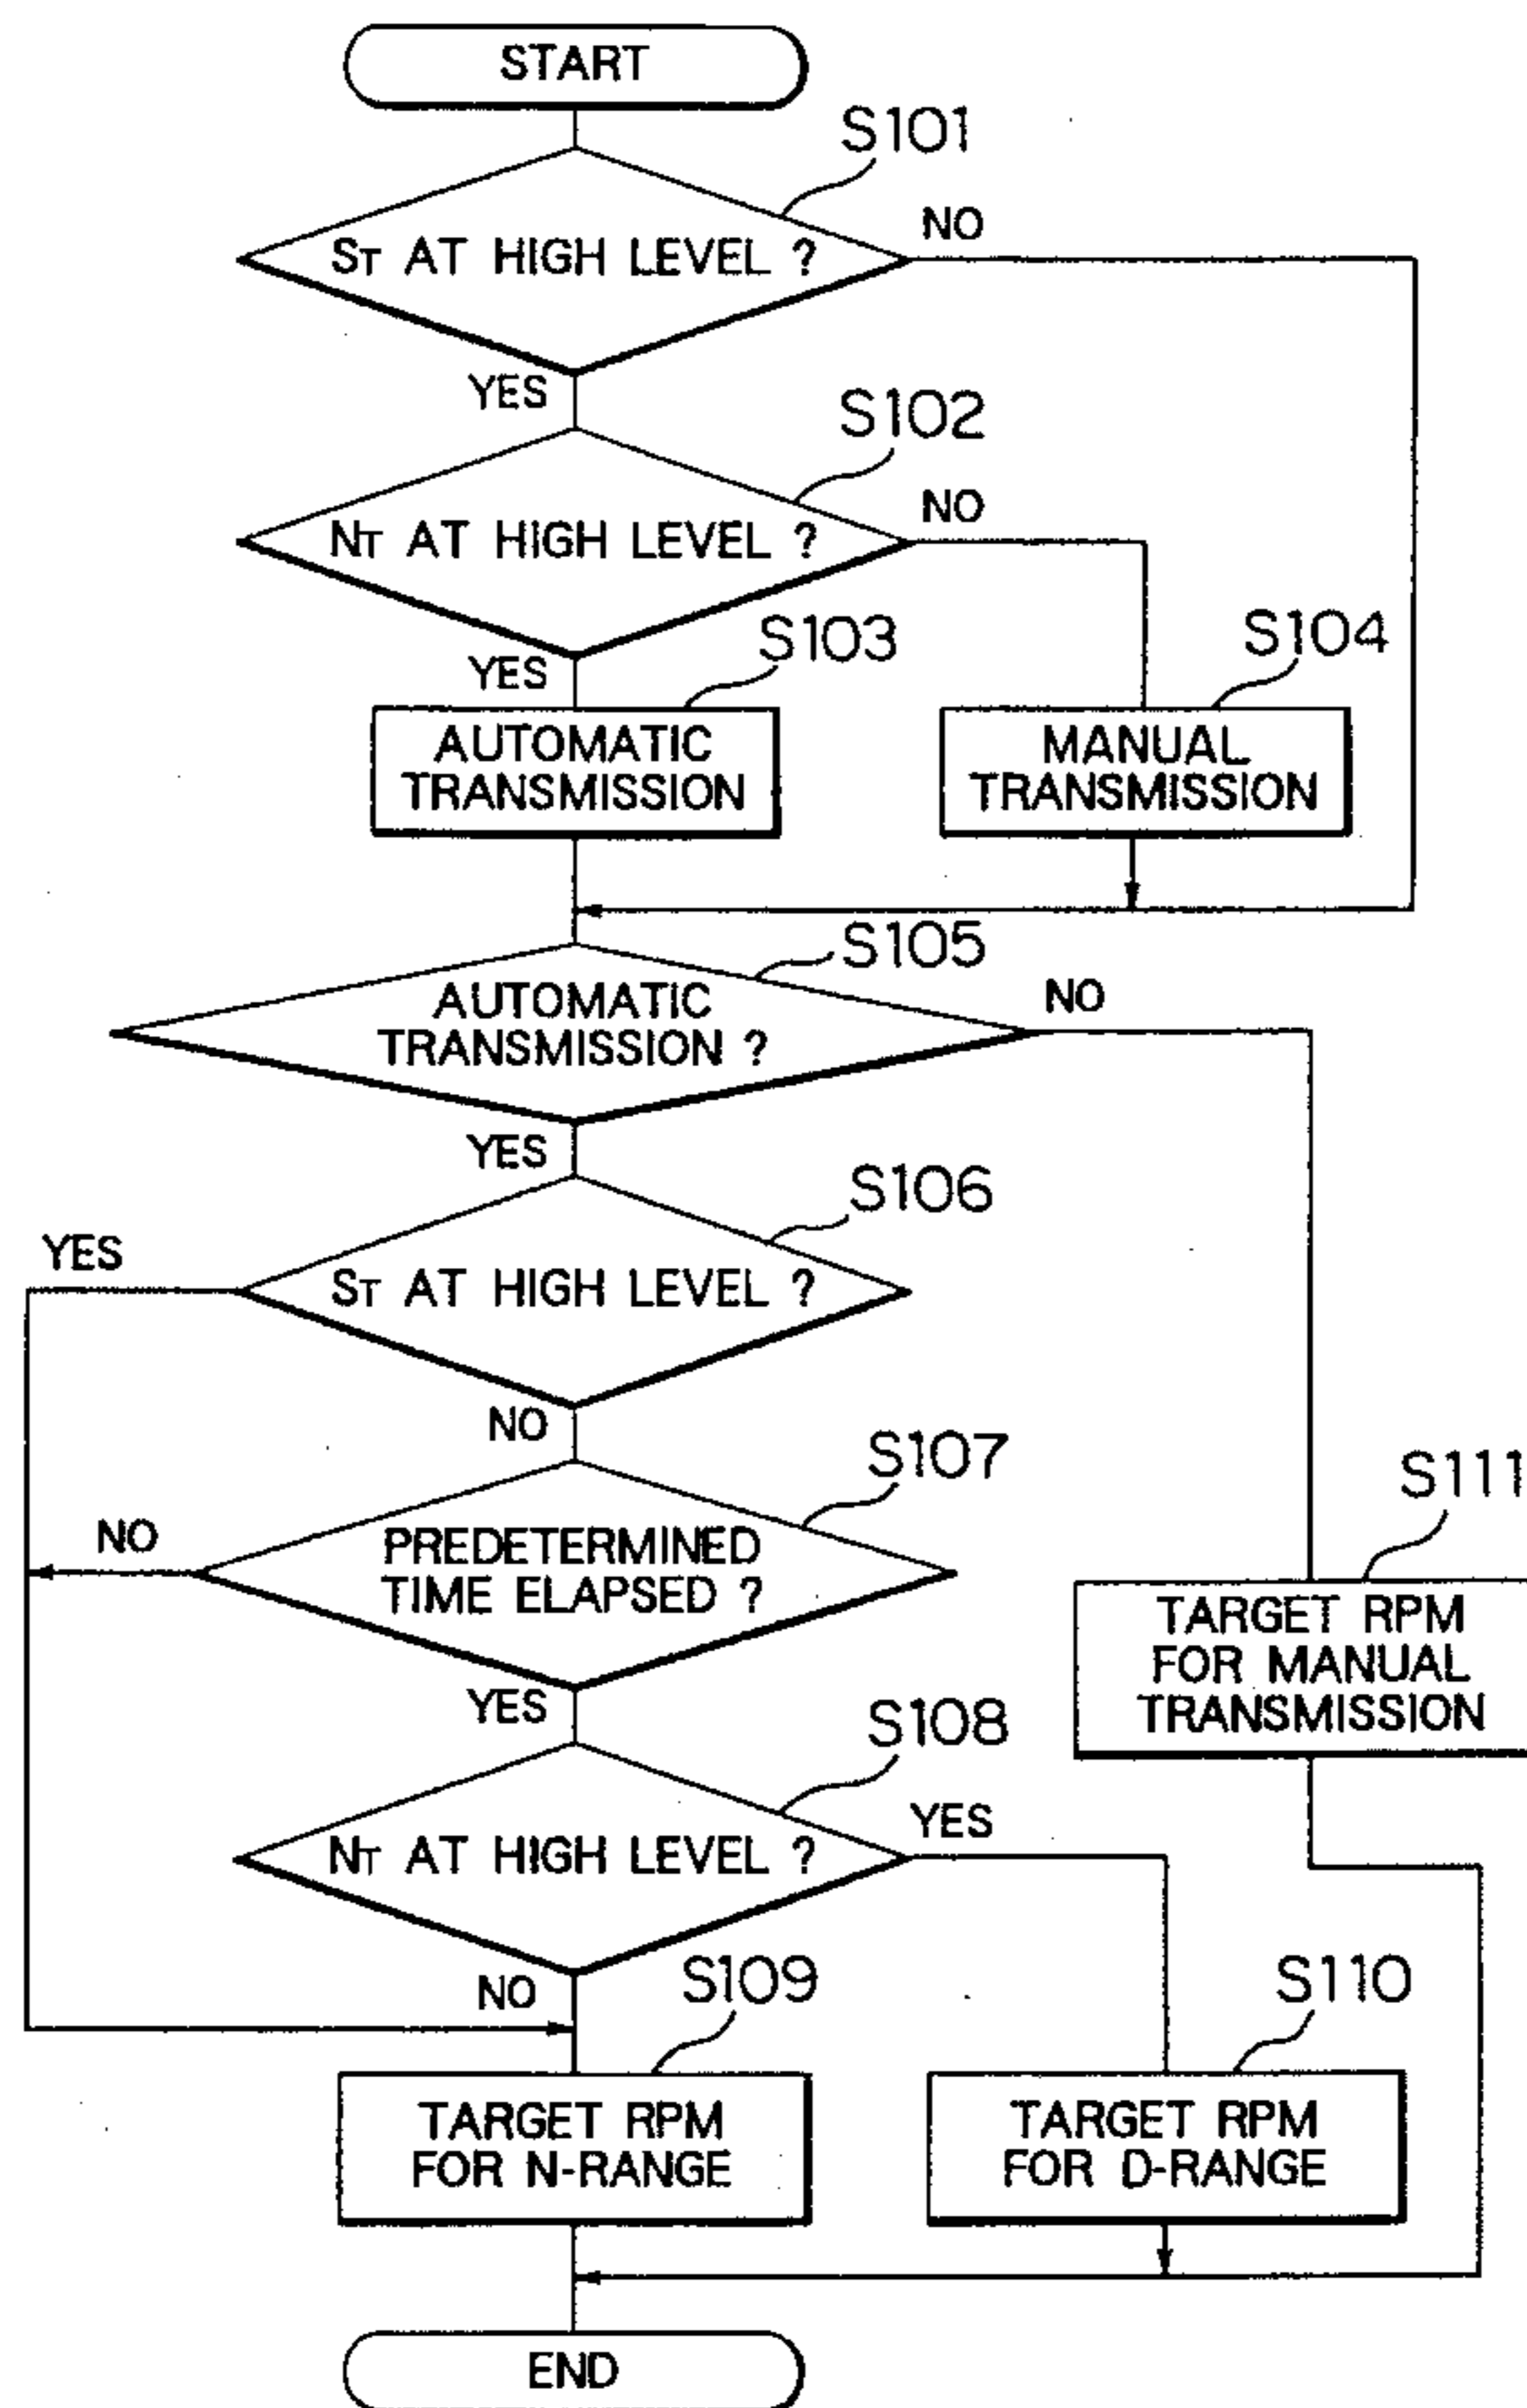 START
S101
ST AT HIGH LEVEL ?
NO
YES
S102
NT AT HIGH LEVEL ?
NO
YES
S103
S104
AUTOMATIC
TRANSMISSION
MANUAL
TRANSMISSION
S105
AUTOMATIC
TRANSMISSION ?
NO
YES
S106
YES
ST AT HIGH LEVEL ?
NO
S107
NO
PREDETERMINED
TIME ELAPSED ?
S111
TARGET RPM
FOR MANUAL
TRANSMISSION
YES
S108
YES
NT AT HIGH LEVEL ?
NO
S109
S110
TARGET RPM
FOR N-RANGE
TARGET RPM
FOR D-RANGE
END